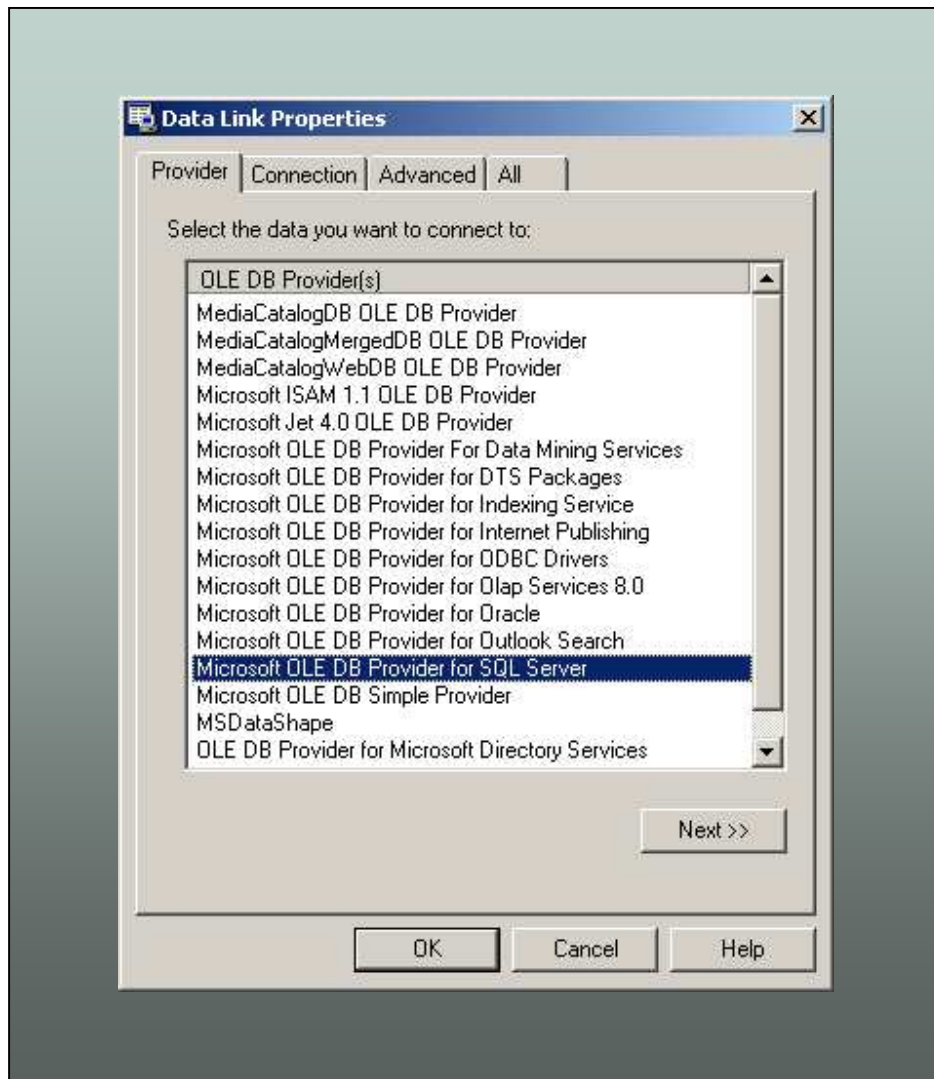 Data Link Properties
Provider Connection Advanced All
Select the data you want to connect to:
OLE DB Provider(s)
MediaCatalogDB OLE DB Provider
MediaCatalogMergedDB OLE DB Provider
MediaCatalogWebDB OLE DB Provider
Microsoft ISAM 1.1 OLE DB Provider
Microsoft Jet 4.0 OLE DB Provider
Microsoft OLE DB Provider For Data Mining Services
Microsoft OLE DB Provider for DTS Packages
Microsoft OLE DB Provider for Indexing Service
Microsoft OLE DB Provider for Internet Publishing
Microsoft OLE DB Provider for ODBC Drivers
Microsoft OLE DB Provider for Olap Services 8.0
Microsoft OLE DB Provider for Oracle
Microsoft OLE DB Provider for Outlook Search
Microsoft OLE DB Provider for SQL Server
Microsoft OLE DB Simple Provider
MSDataShape
OLE DB Provider for Microsoft Directory Services
Next >>
OK Cancel Help